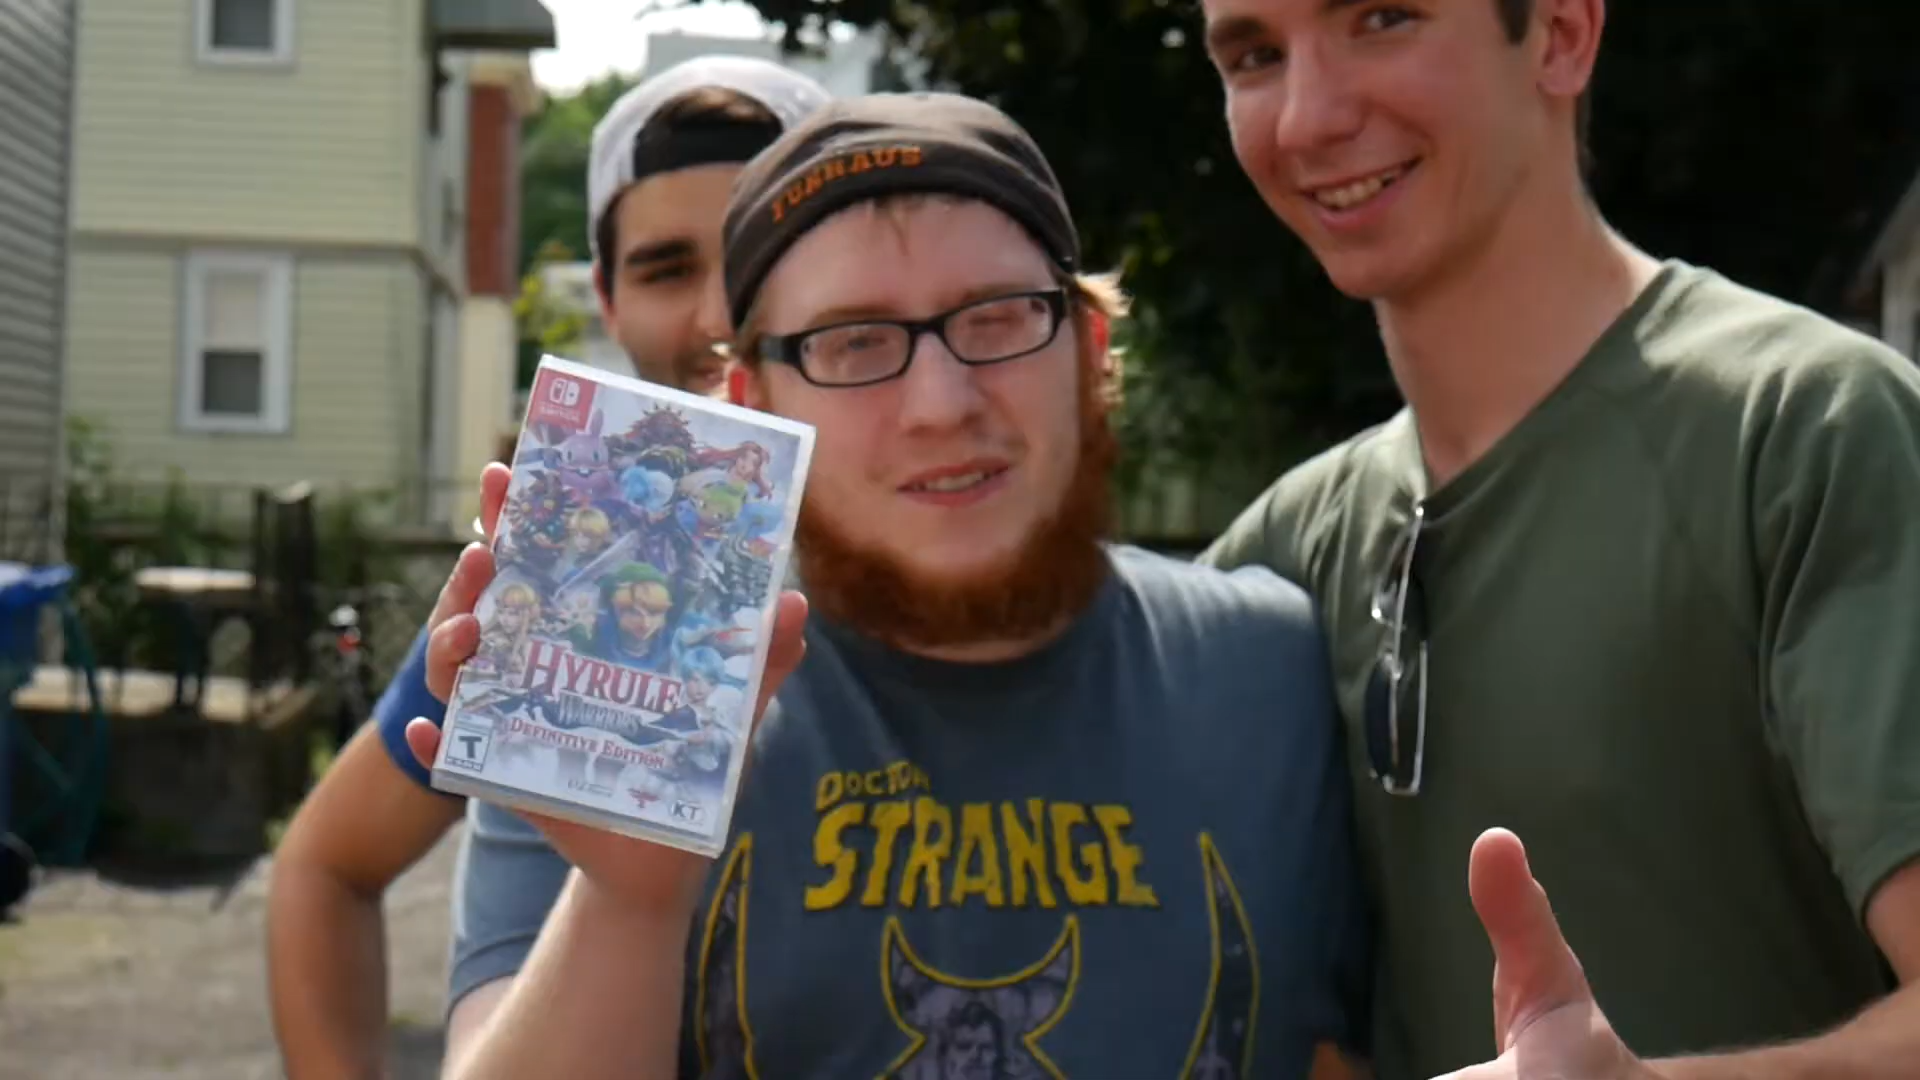 FUNHAUS
HYRULE
WARRIORS
DEFINITIVE EDITION
T
KT
DOCTOR
STRANGE